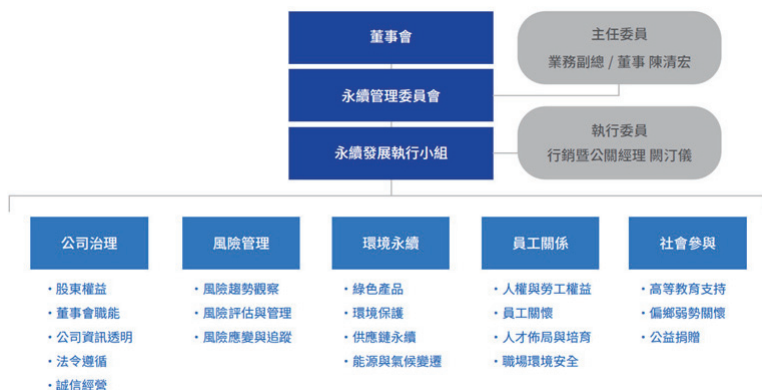 董事會
主任委員
業務副總 / 董事 陳清宏
永續管理委員會
永續發展執行小組
執行委員
行銷暨公關經理 闕汀儀
公司治理
・股東權益
・董事會職能
・公司資訊透明
・法令遵循
・誠信經營
風險管理
・風險趨勢觀察
・風險評估與管理
・風險應變與追蹤
環境永續
・綠色產品
・環境保護
・供應鏈永續
・能源與氣候變遷
員工關係
・人權與勞工權益
・員工關懷
・人才佈局與培育
・職場環境安全
社會參與
・高等教育支持
・偏鄉弱勢關懷
・公益捐贈